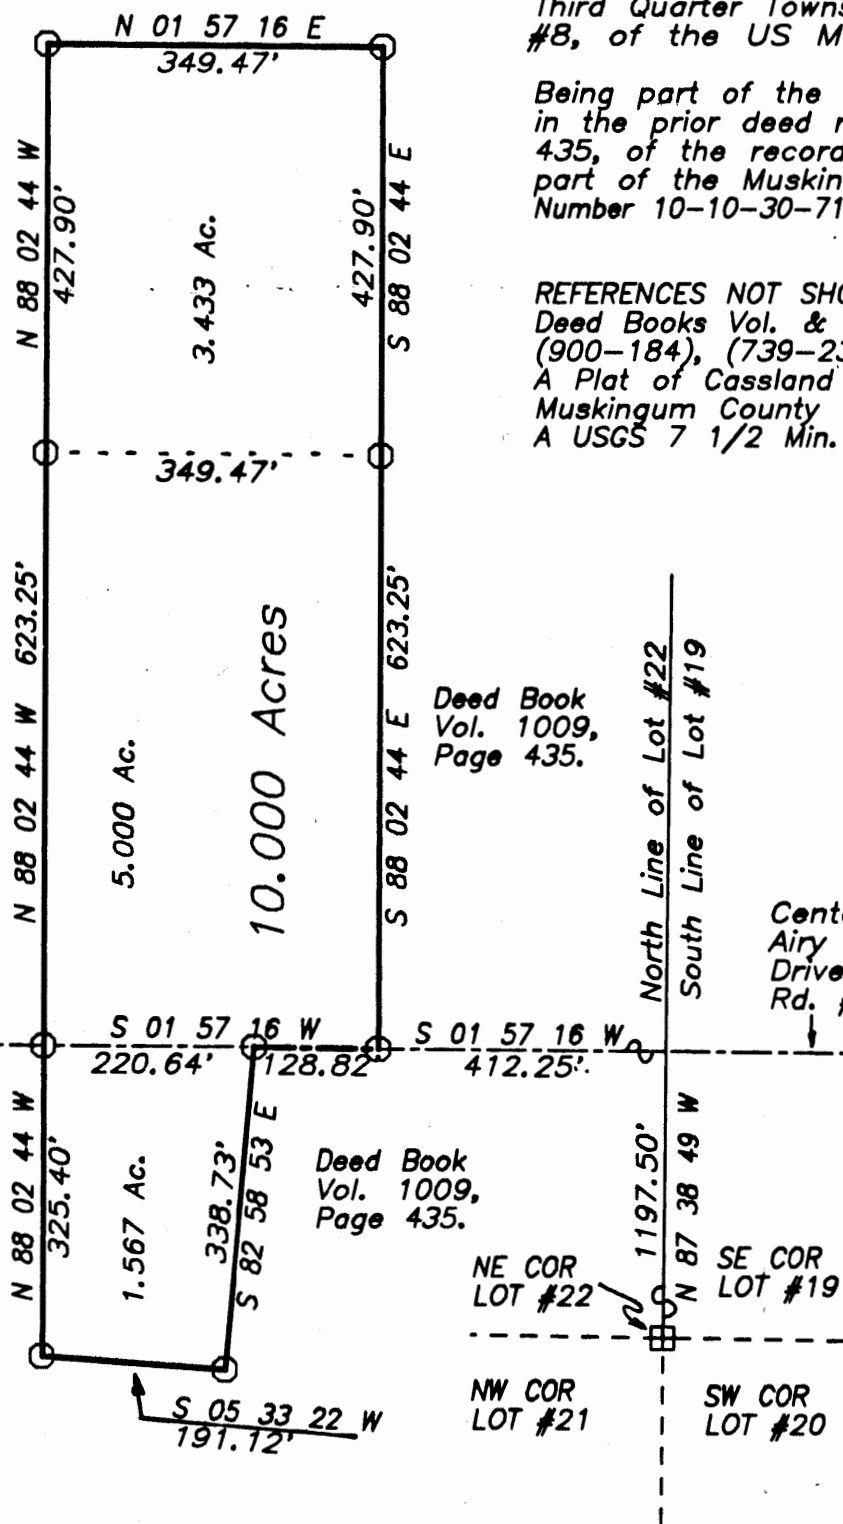 N 01 57 16 E
349.47'
N 88 02 44 W
427.90'
3.433 Ac.
427.90'
S 88 02 44 E
349.47'
N 88 02 44 W 623.25'
5.000 Ac.
10.000 Acres
623.25'
S 88 02 44 E
Third Quarter Towns
#8, of the US M
Being part of the
in the prior deed r
435, of the recora
part of the Muskin
Number 10-10-30-71
REFERENCES NOT SHO
Deed Books Vol. &
(900-184), (739-23
A Plat of Cassland
Muskingum County
A USGS 7 1/2 Min.
Deed Book
Vol. 1009,
Page 435.
North Line of Lot #22
South Line of Lot #19
Cent
Airy
Drive
Rd. #
S 01 57 16 W
220.64'
128.82'
S 01 57 16 W
412.25'
N 88 02 44 W
325.40'
1.567 Ac.
338.73'
S 82 58 53 E
Deed Book
Vol. 1009,
Page 435.
1197.50'
N 87 38 49 W
NE COR
LOT #22
SE COR
LOT #19
NW COR
LOT #21
SW COR
LOT #20
S 05 33 22 W
191.12'